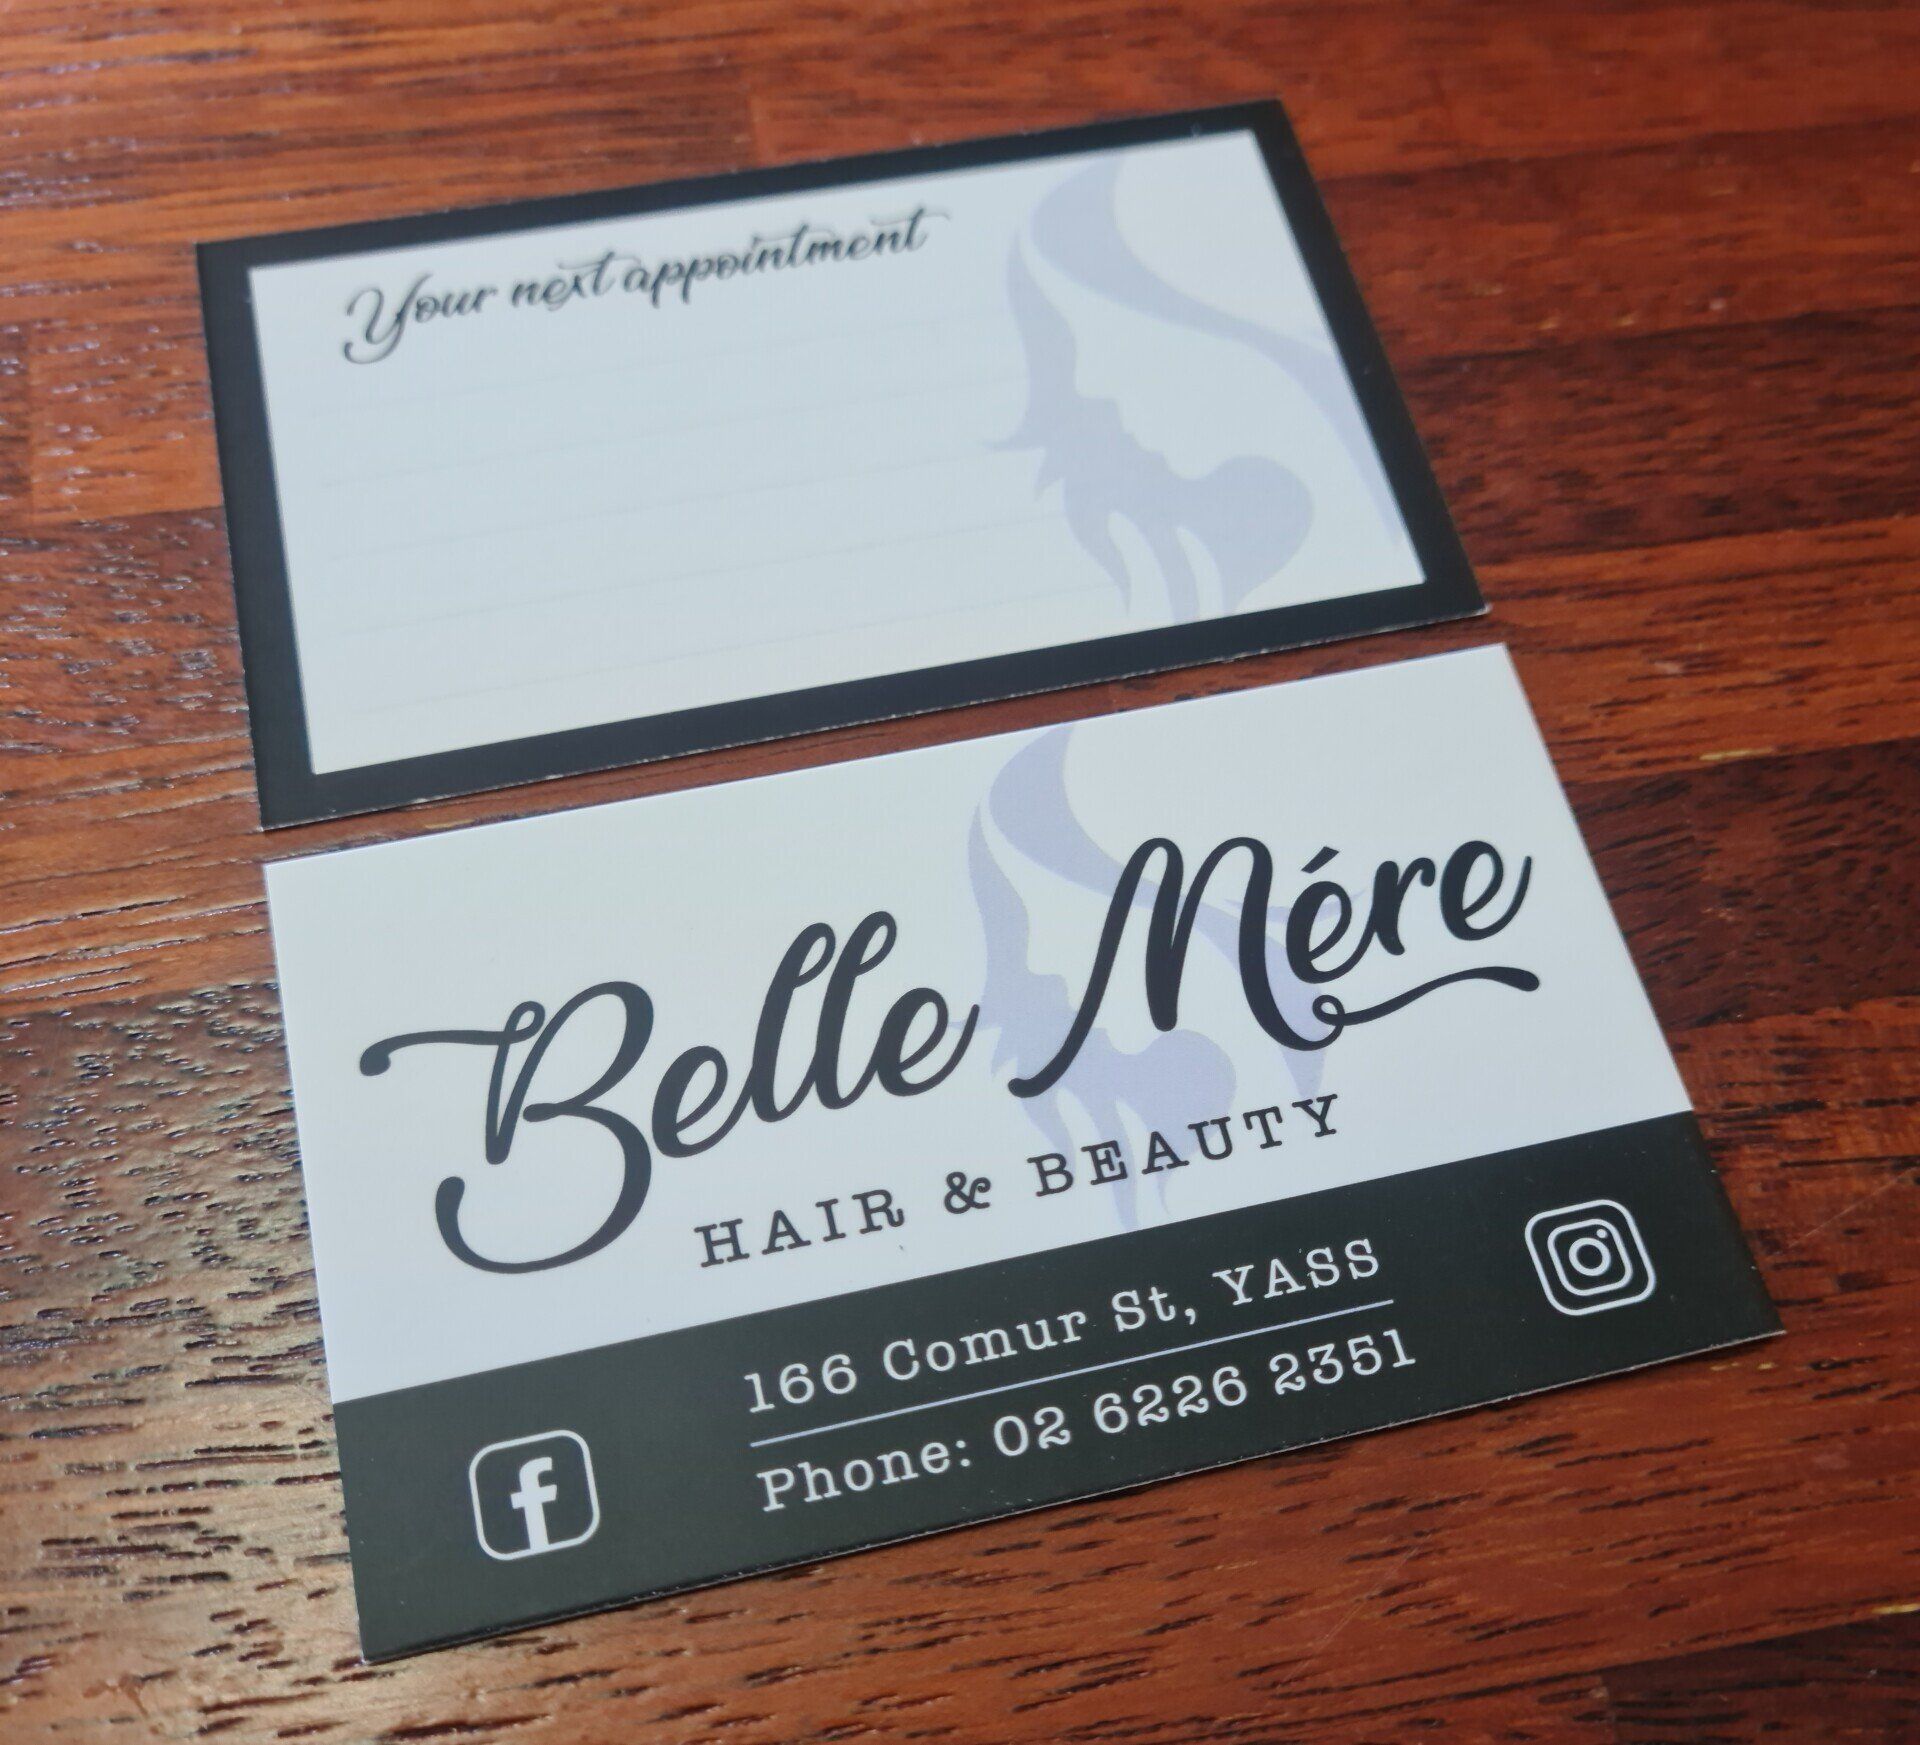 Your next appointment
Belle Mére
HAIR & BEAUTY
166 Comur St, YASS
Phone: 02 6226 2351